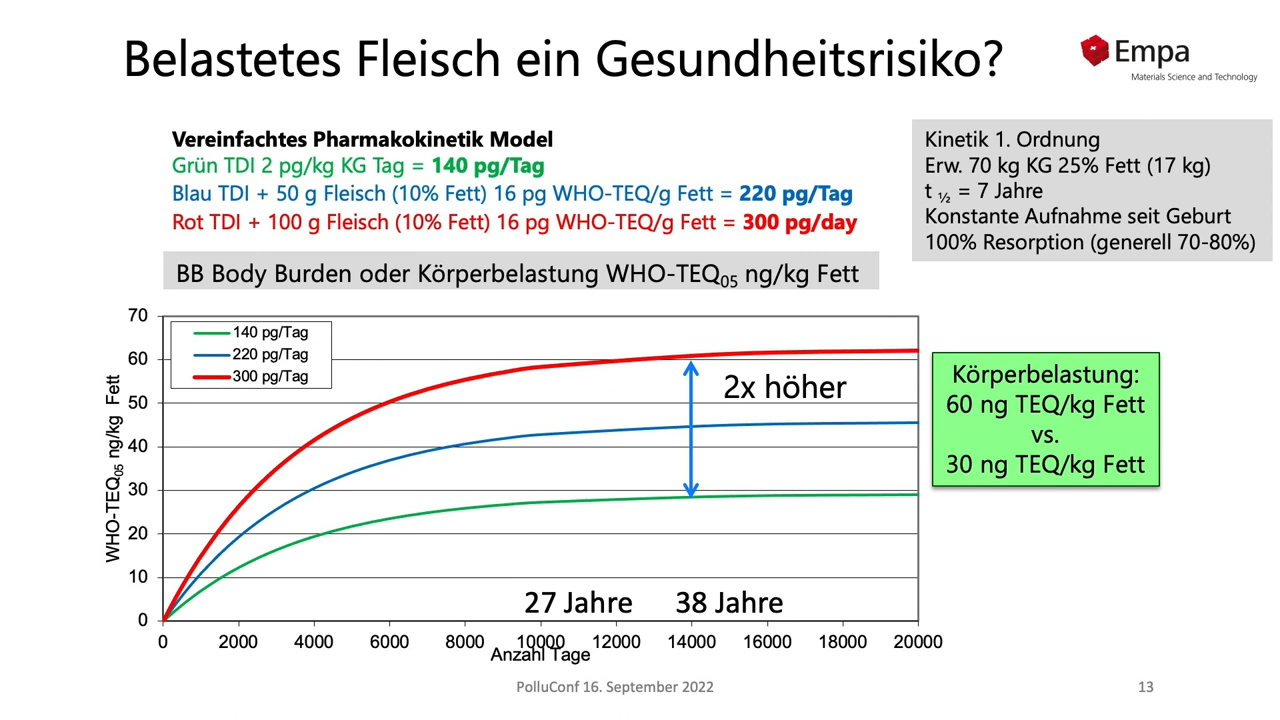 Belastetes Fleisch ein Gesundheitsrisiko?
Empa
Materials Science and Technology
Vereinfachtes Pharmakokinetik Model
Grün TDI 2 pg/kg KG Tag = 140 pg/Tag
Blau TDI + 50 g Fleisch (10% Fett) 16 pg WHO-TEQ/g Fett = 220 pg/Tag
Rot TDI + 100 g Fleisch (10% Fett) 16 pg WHO-TEQ/g Fett = 300 pg/day
Kinetik 1. Ordnung
Erw. 70 kg KG 25% Fett (17 kg)
t ½ = 7 Jahre
Konstante Aufnahme seit Geburt
100% Resorption (generell 70-80%)
BB Body Burden oder Körperbelastung WHO-TEQ05 ng/kg Fett
WHO-TEQ05 ng/kg Fett
70
60
50
40
30
20
10
0
140 pg/Tag
220 pg/Tag
300 pg/Tag
2x höher
27 Jahre 38 Jahre
0 2000 4000 6000 8000 10000 12000 14000 16000 18000 20000
Anzahl Tage
Körperbelastung:
60 ng TEQ/kg Fett
vs.
30 ng TEQ/kg Fett
PolluConf 16. September 2022
13